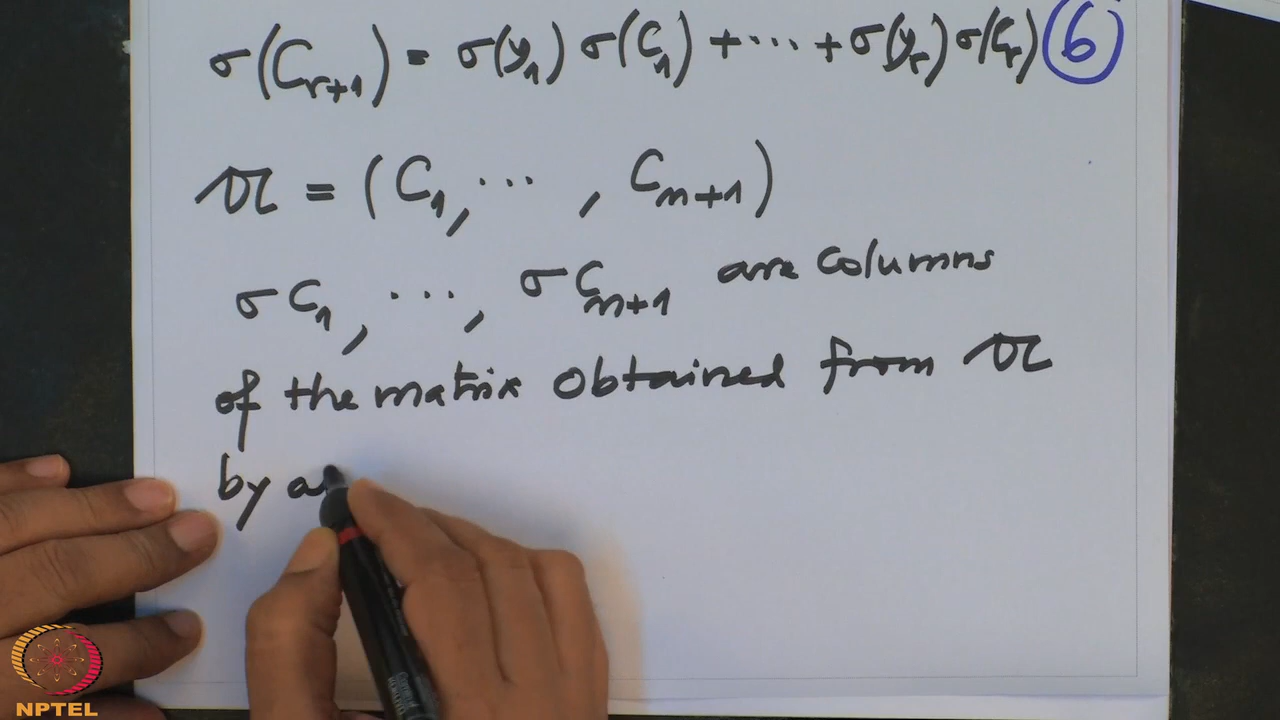 σ(C_{r+1}) = σ(y_1) σ(C_1) + ··· + σ(y_r) σ(C_r) (6)
𝔐 = (C_1, ··· , C_{n+1})
σC_1, ···, σC_{n+1} are columns
of the matrix obtained from 𝔐
by a
NPTEL